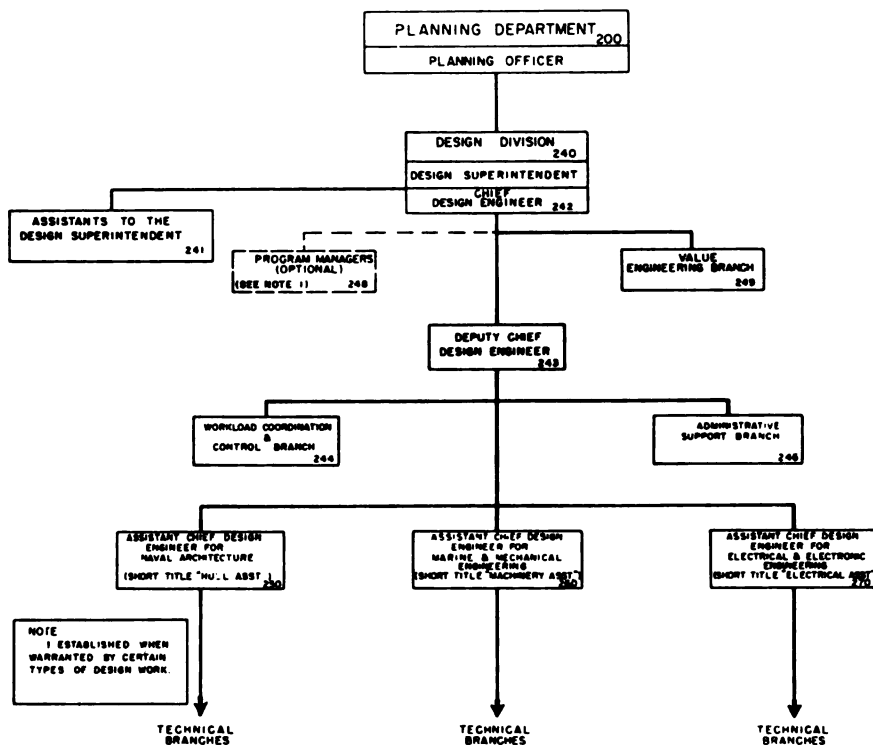 PLANNING DEPARTMENT
200
PLANNING OFFICER
DESIGN DIVISION
240
DESIGN SUPERINTENDENT
CHIEF
DESIGN ENGINEER
242
ASSISTANTS TO THE
DESIGN SUPERINTENDENT
241
PROGRAM MANAGERS
(OPTIONAL)
(SEE NOTE 1)
248
VALUE
ENGINEERING BRANCH
249
DEPUTY CHIEF
DESIGN ENGINEER
243
WORKLOAD COORDINATION
&
CONTROL BRANCH
244
ADMINISTRATIVE
SUPPORT BRANCH
246
ASSISTANT CHIEF DESIGN
ENGINEER FOR
NAVAL ARCHITECTURE
(SHORT TITLE "HULL ASST.")
250
ASSISTANT CHIEF DESIGN
ENGINEER FOR
MARINE & MECHANICAL
ENGINEERING
(SHORT TITLE "MACHINERY ASST.")
260
ASSISTANT CHIEF DESIGN
ENGINEER FOR
ELECTRICAL & ELECTRONIC
ENGINEERING
(SHORT TITLE "ELECTRICAL ASST."
270
NOTE
1 ESTABLISHED WHEN
WARRANTED BY CERTAIN
TYPES OF DESIGN WORK.
TECHNICAL
BRANCHES
TECHNICAL
BRANCHES
TECHNICAL
BRANCHES